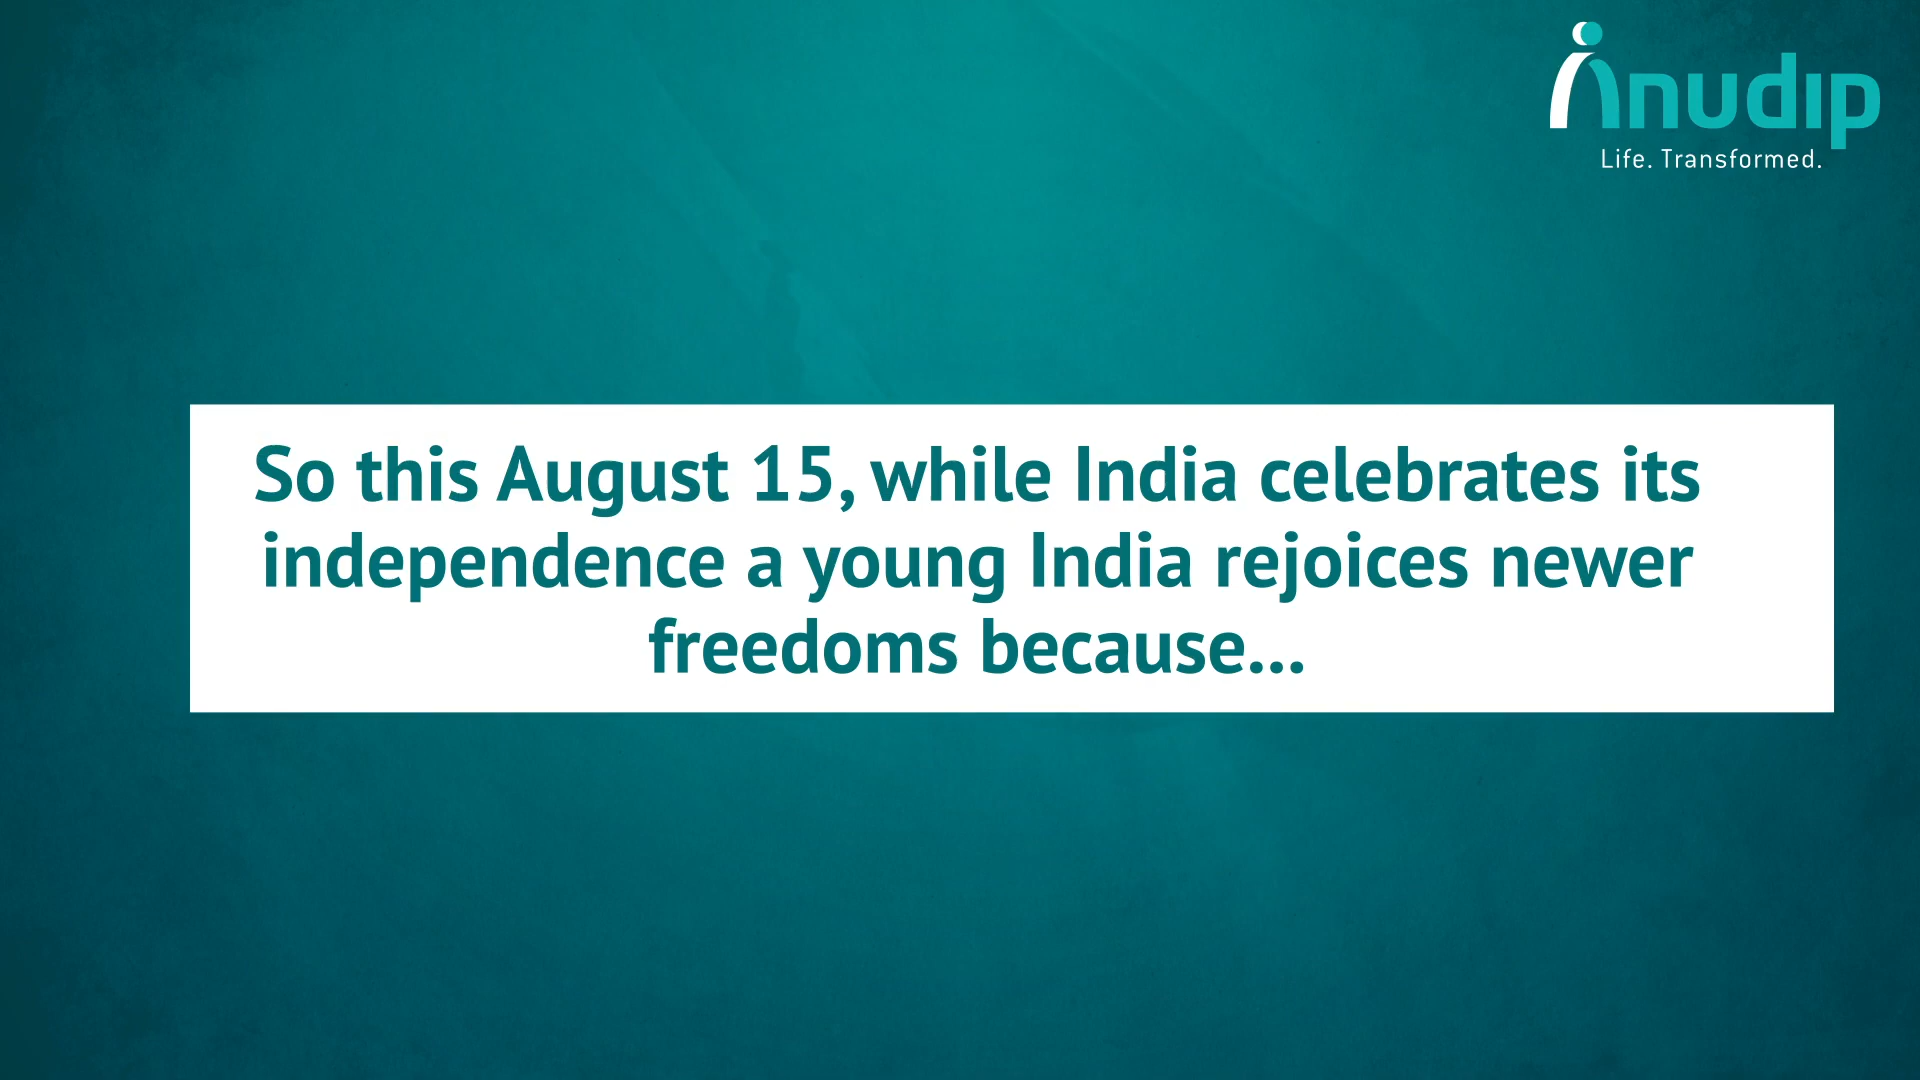 Anudip
Life. Transformed.
So this August 15, while India celebrates its
independence a young India rejoices newer
freedoms because...